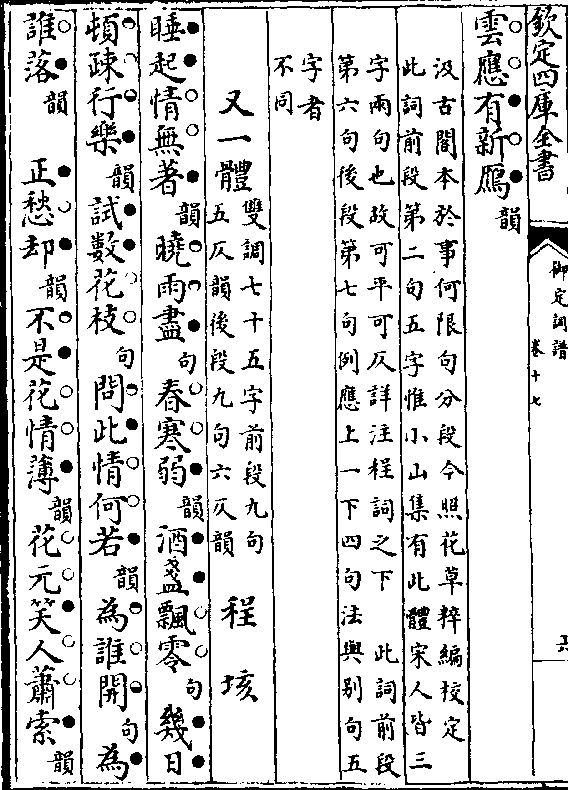 欽定四庫全書
御定詞譜
卷十七
雲應有新鴈韻
汲古閣本於事何限句分段今照花草粹編校定
此詞前段第二句五字惟小山集有此體宋人皆三
字兩句也故可平可仄詳注程詞之下 此詞前段
第六句後段第七句例應上一下四句法與别句五
字者
不同
又一體雙調七十五字前段九句
五仄韻後段九句六仄韻 程垓
睡起情無著韻曉雨盡句春寒弱韻酒盞飄零句幾日
頓踈行樂韻試數花枝句問此情何若韻為誰開句為
誰落韻 正愁却韻不是花情薄韻花元笑人蕭索韻